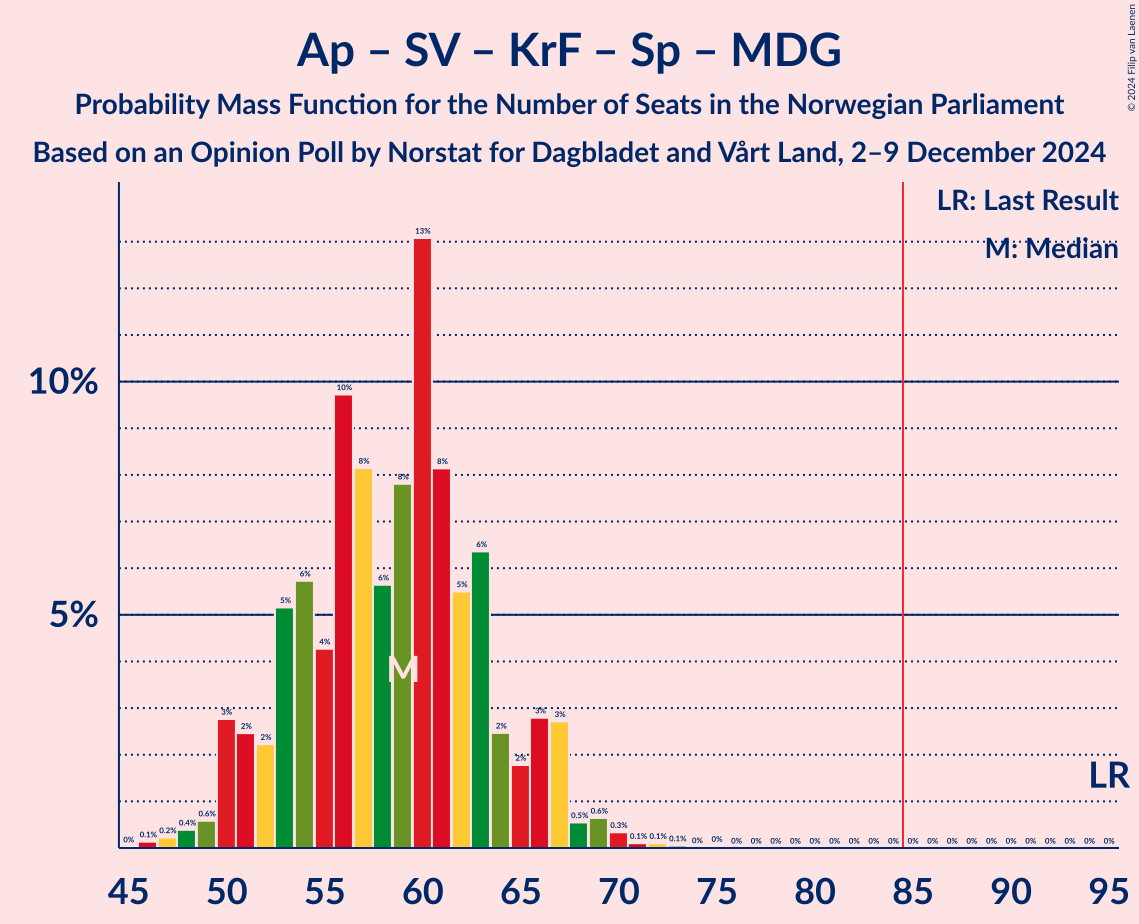 Ap – SV – KrF – Sp – MDG
Probability Mass Function for the Number of Seats in the Norwegian Parliament
Based on an Opinion Poll by Norstat for Dagbladet and Vårt Land, 2–9 December 2024
© 2024 Filip van Laenen
LR: Last Result
M: Median
10%
5%
0% 0.1% 0.2% 0.4% 0.6% 3% 2% 2% 5% 6% 4% 10% 8% 6% 8% 13% 8% 5% 6% 2% 2% 3% 3% 0.5% 0.6% 0.3% 0.1% 0.1% 0.1% 0% 0% 0% 0% 0% 0% 0% 0% 0% 0% 0% 0% 0% 0% 0% 0% 0% 0% 0% 0% 0% 0%
M
LR
45 50 55 60 65 70 75 80 85 90 95